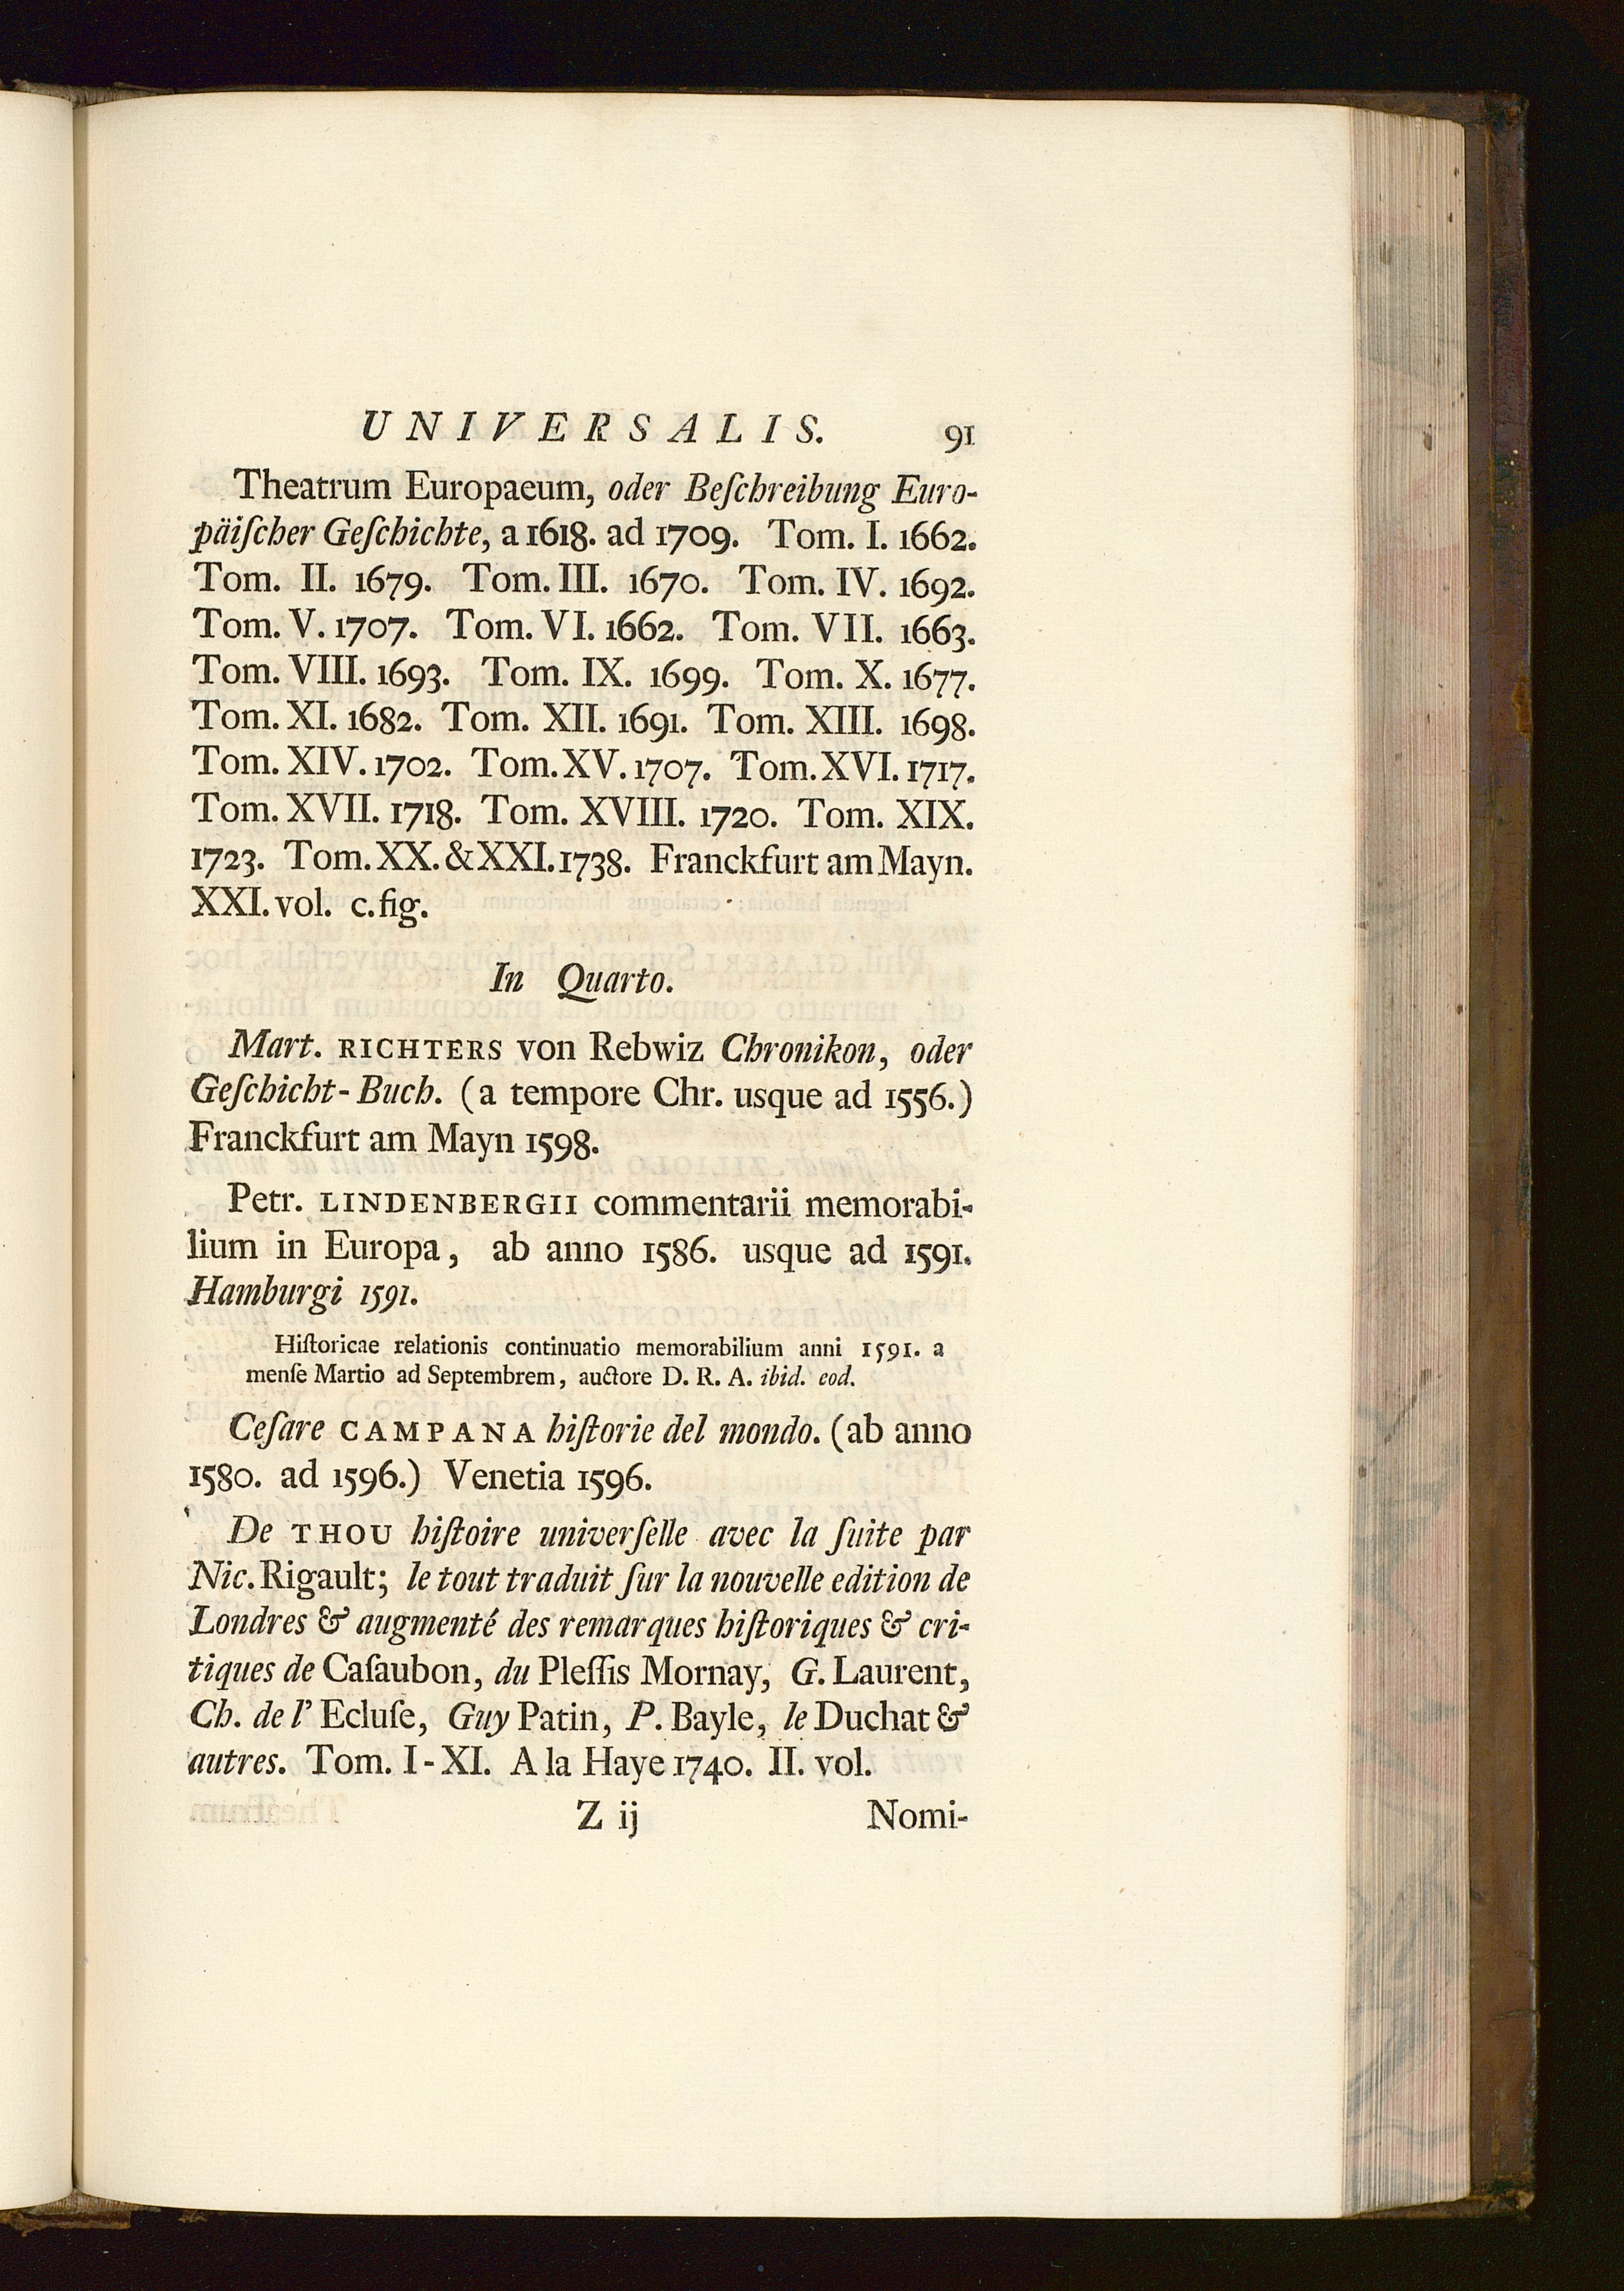 UNIVERSALIS. 91
Theatrum Europaeum, oder Beſchreibung Euro-
päiſcher Geſchichte, a 1618. ad 1709. Tom. I. 1662.
Tom. II. 1679. Tom. III. 1670. Tom. IV. 1692.
Tom. V. 1707. Tom. VI. 1662. Tom. VII. 1663.
Tom. VIII. 1693. Tom. IX. 1699. Tom. X. 1677.
Tom. XI. 1682. Tom. XII. 1691. Tom. XIII. 1698.
Tom. XIV. 1702. Tom. XV. 1707. Tom. XVI. 1717.
Tom. XVII. 1718. Tom. XVIII. 1720. Tom. XIX.
1723. Tom. XX. & XXI. 1738. Franckfurt am Mayn.
XXI. vol. c. fig.
In Quarto.
Mart. RICHTERS von Rebwiz Chronikon, oder
Geſchicht-Buch. (a tempore Chr. usque ad 1556.)
Franckfurt am Mayn 1598.
Petr. LINDENBERGII commentarii memorabi-
lium in Europa, ab anno 1586. usque ad 1591.
Hamburgi 1591.
Hiſtoricae relationis continuatio memorabilium anni 1591. a
menſe Martio ad Septembrem, auctore D. R. A. ibid. eod.
Ceſare CAMPANA hiſtorie del mondo. (ab anno
1580. ad 1596.) Venetia 1596.
De THOU hiſtoire univerſelle avec la ſuite par
Nic. Rigault; le tout traduit ſur la nouvelle edition de
Londres & augmenté des remarques hiſtoriques & cri-
tiques de Caſaubon, du Pleſſis Mornay, G. Laurent,
Ch. de l' Ecluſe, Guy Patin, P. Bayle, le Duchat &
autres. Tom. I-XI. A la Haye 1740. II. vol.
Z ij Nomi-